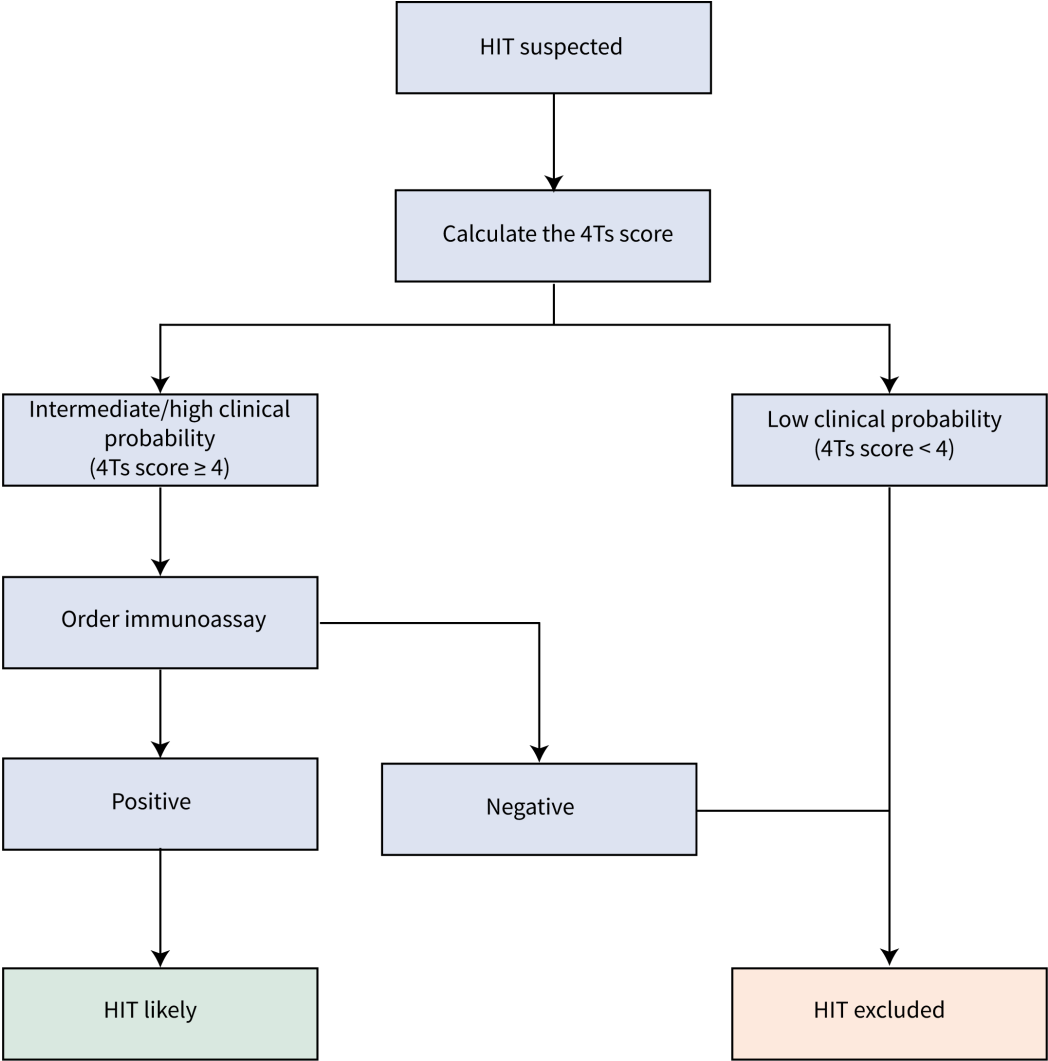 HIT suspected
Calculate the 4Ts score
Intermediate/high clinical
probability
(4Ts score ≥ 4)
Low clinical probability
(4Ts score < 4)
Order immunoassay
Positive
Negative
HIT likely
HIT excluded